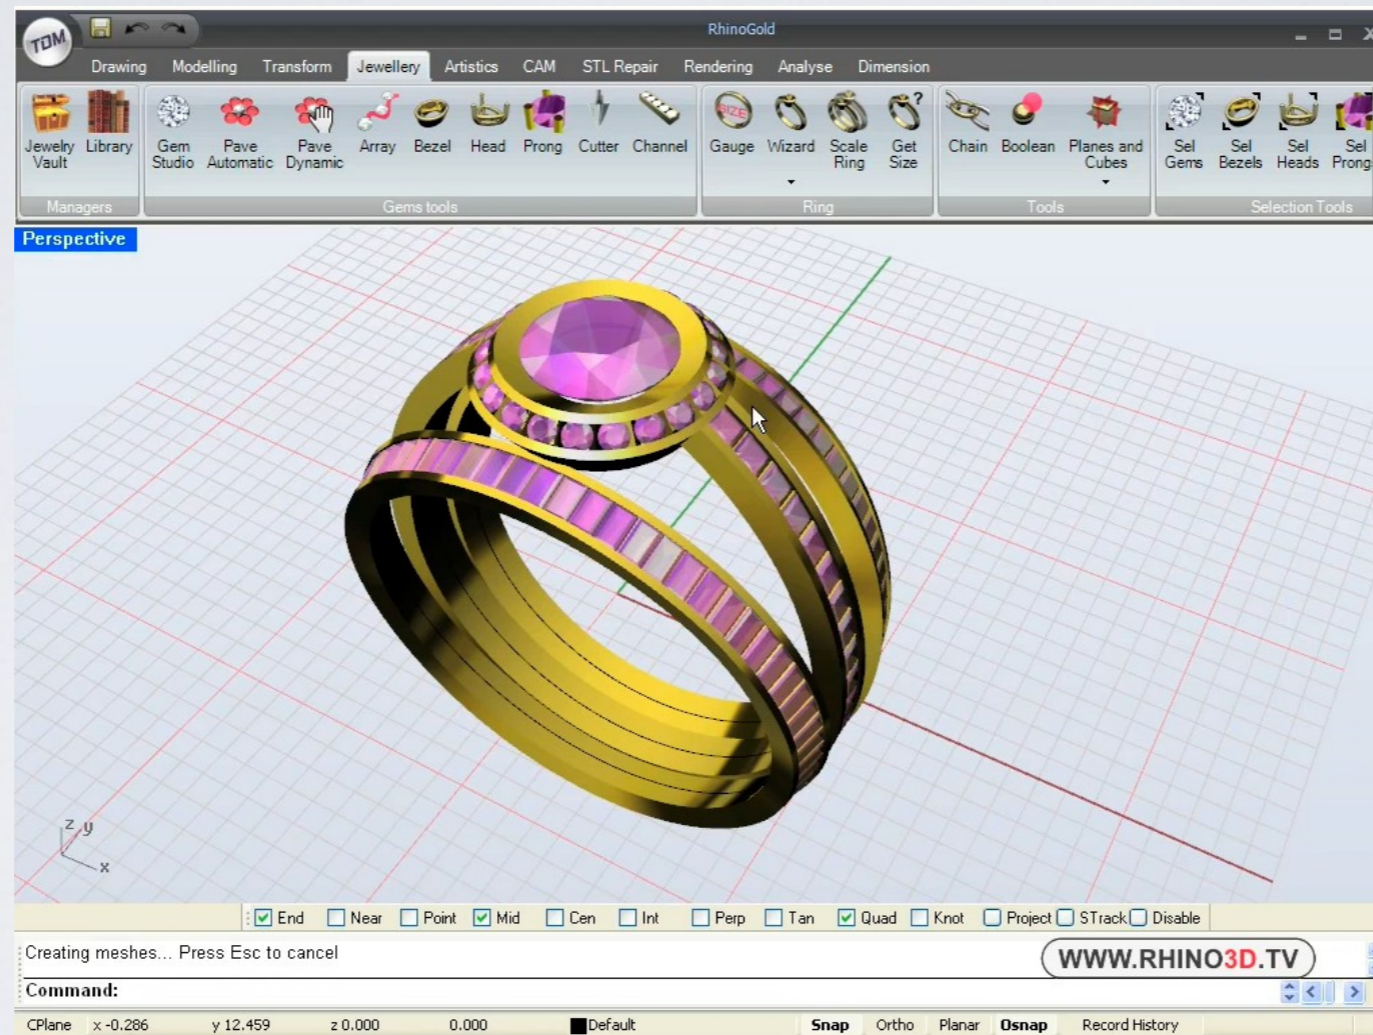 RhinoGold
TDM
Drawing Modelling Transform Jewellery Artistics CAM STL Repair Rendering Analyse Dimension
Jewelry Vault Library Gem Studio Pave Automatic Pave Dynamic Array Bezel Head Prong Cutter Channel SIZE Gauge Wizard Scale Ring Get Size ? Chain Boolean Planes and Cubes Sel Gems Sel Bezels Sel Heads Sel Prong
Managers Gems tools Ring Tools Selection Tools
Perspective
z y
x
End Near Point Mid Cen Int Perp Tan Quad Knot Project STrack Disable
Creating meshes... Press Esc to cancel
WWW.RHINO3D.TV
Command:
CPlane x -0.286 y 12.459 z 0.000 0.000 Default Snap Ortho Planar Osnap Record History